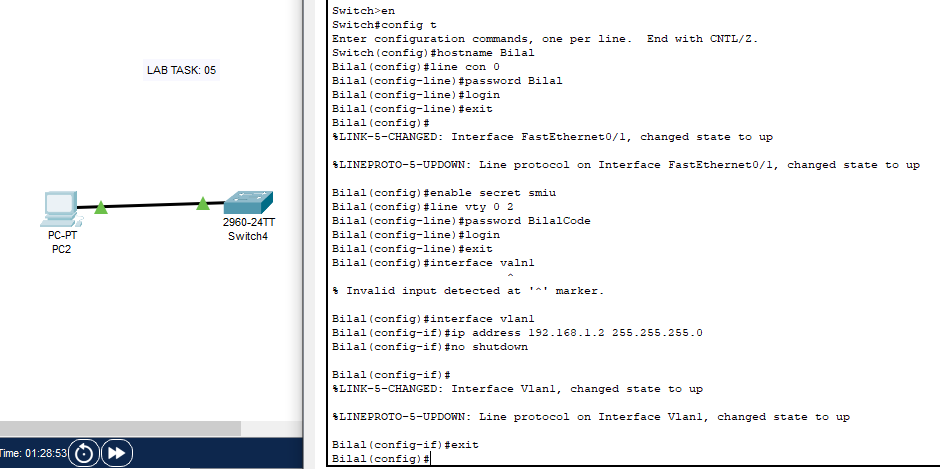 LAB TASK: 05
PC-PT
PC2
2960-24TT
Switch4
Time: 01:28:53
Switch>en
Switch#config t
Enter configuration commands, one per line.  End with CNTL/Z.
Switch(config)#hostname Bilal
Bilal(config)#line con 0
Bilal(config-line)#password Bilal
Bilal(config-line)#login
Bilal(config-line)#exit
Bilal(config)#
%LINK-5-CHANGED: Interface FastEthernet0/1, changed state to up
%LINEPROTO-5-UPDOWN: Line protocol on Interface FastEthernet0/1, changed state to up
Bilal(config)#enable secret smiu
Bilal(config)#line vty 0 2
Bilal(config-line)#password BilalCode
Bilal(config-line)#login
Bilal(config-line)#exit
Bilal(config)#interface valn1
^
% Invalid input detected at '^' marker.
Bilal(config)#interface vlan1
Bilal(config-if)#ip address 192.168.1.2 255.255.255.0
Bilal(config-if)#no shutdown
Bilal(config-if)#
%LINK-5-CHANGED: Interface Vlan1, changed state to up
%LINEPROTO-5-UPDOWN: Line protocol on Interface Vlan1, changed state to up
Bilal(config-if)#exit
Bilal(config)#